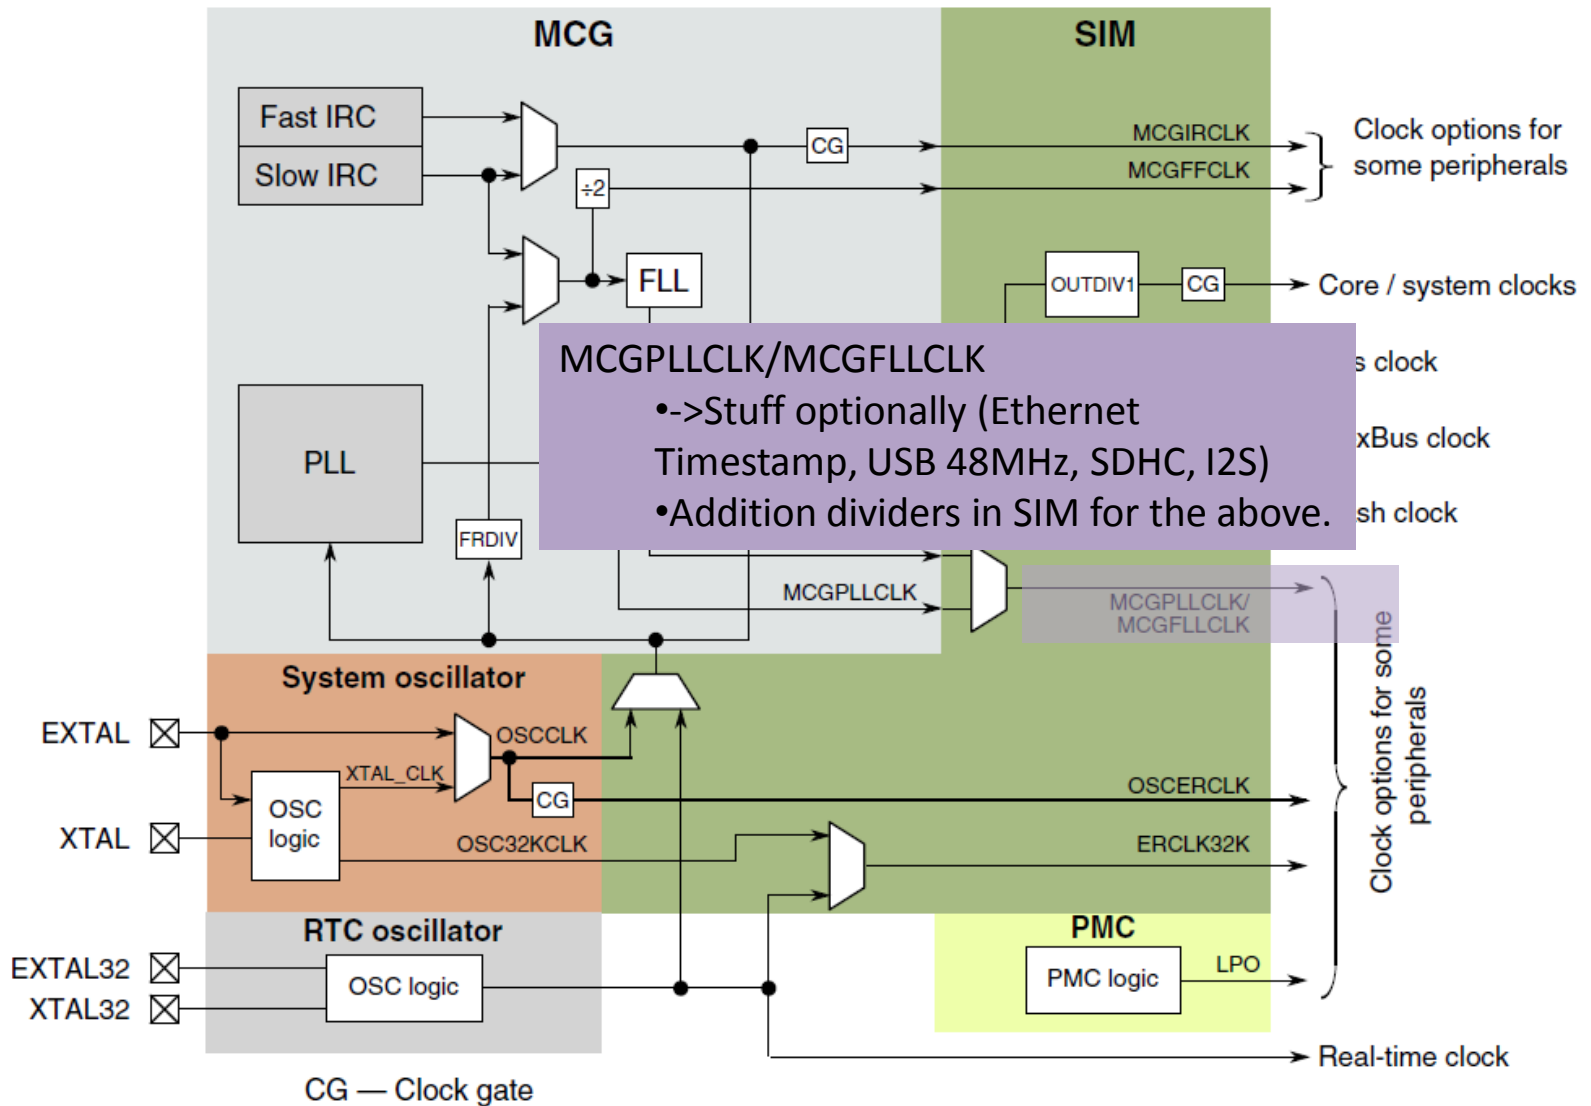 MCG
SIM
Fast IRC
Slow IRC
CG
÷2
MCGIRCLK
MCGFFCLK
Clock options for
some peripherals
FLL
OUTDIV1
CG
Core / system clocks
MCGPLLCLK/MCGFLLCLK
•->Stuff optionally (Ethernet
Timestamp, USB 48MHz, SDHC, I2S)
•Addition dividers in SIM for the above.
s clock
xBus clock
sh clock
PLL
FRDIV
MCGPLLCLK
MCGPLLCLK/
MCGFLLCLK
Clock options for some
peripherals
System oscillator
EXTAL
OSCCLK
XTAL_CLK
OSC
logic
CG
OSCERCLK
XTAL
OSC32KCLK
ERCLK32K
RTC oscillator
EXTAL32
XTAL32
OSC logic
PMC
PMC logic
LPO
Real-time clock
CG — Clock gate